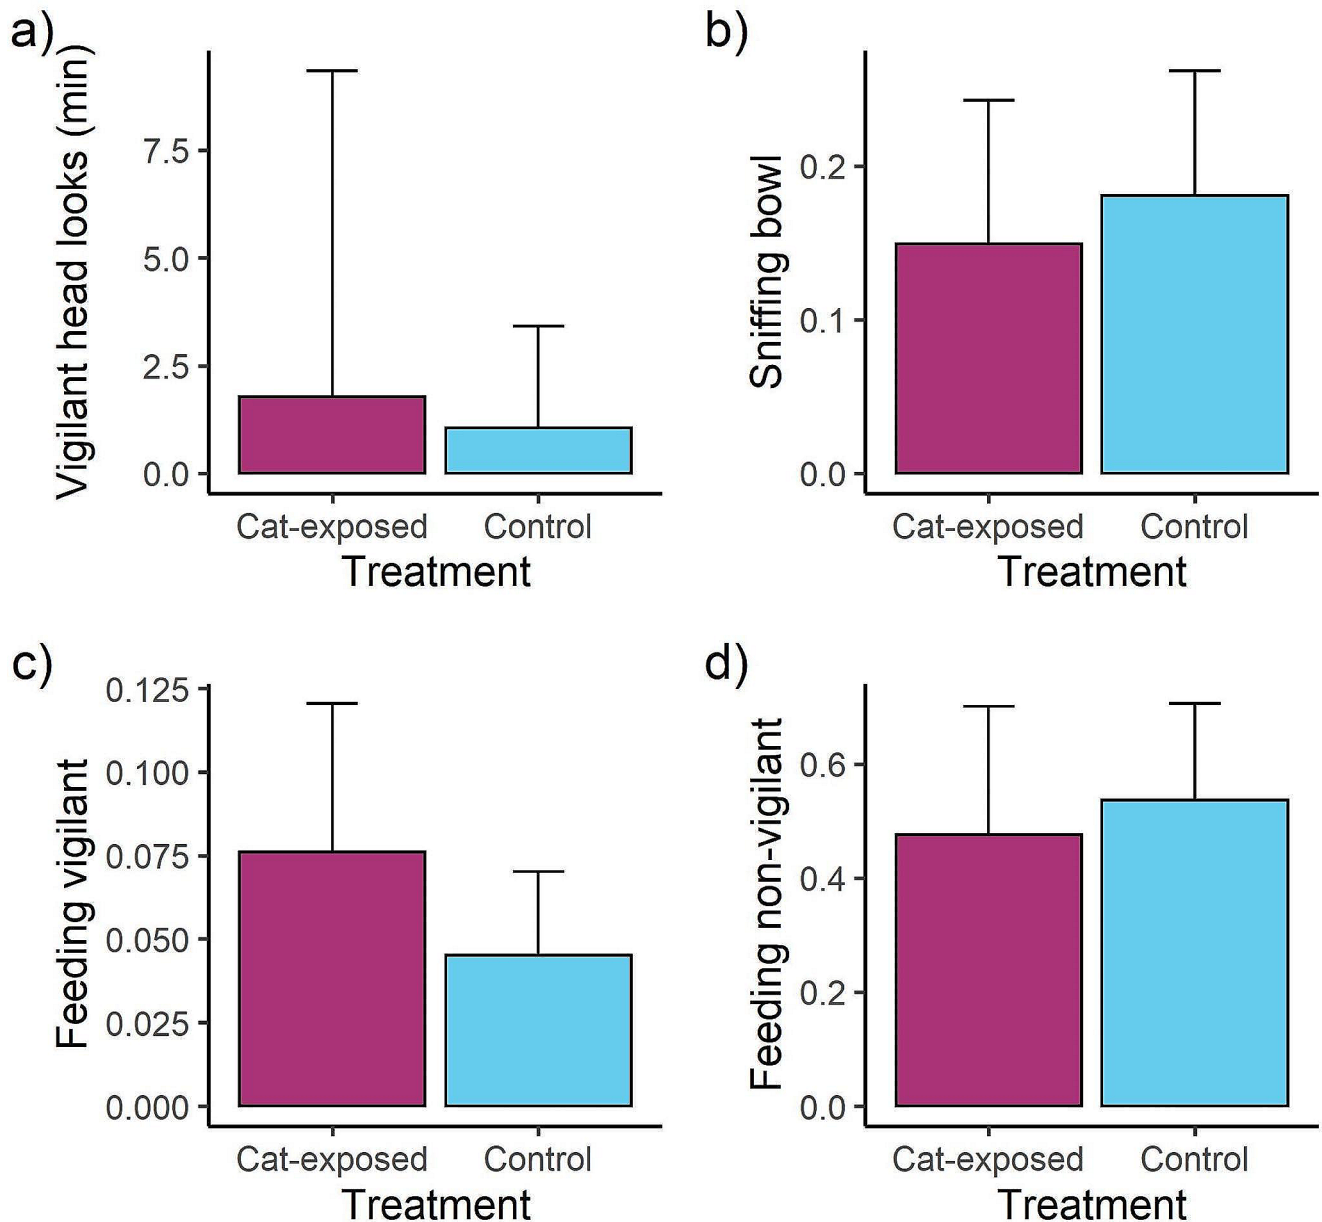 a)
Vigilant head looks (min)
7.5
5.0
2.5
0.0
Cat-exposed Control
Treatment
b)
Sniffing bowl
0.2
0.1
0.0
Cat-exposed Control
Treatment
c)
Feeding vigilant
0.125
0.100
0.075
0.050
0.025
0.000
Cat-exposed Control
Treatment
d)
Feeding non-vigilant
0.6
0.4
0.2
0.0
Cat-exposed Control
Treatment